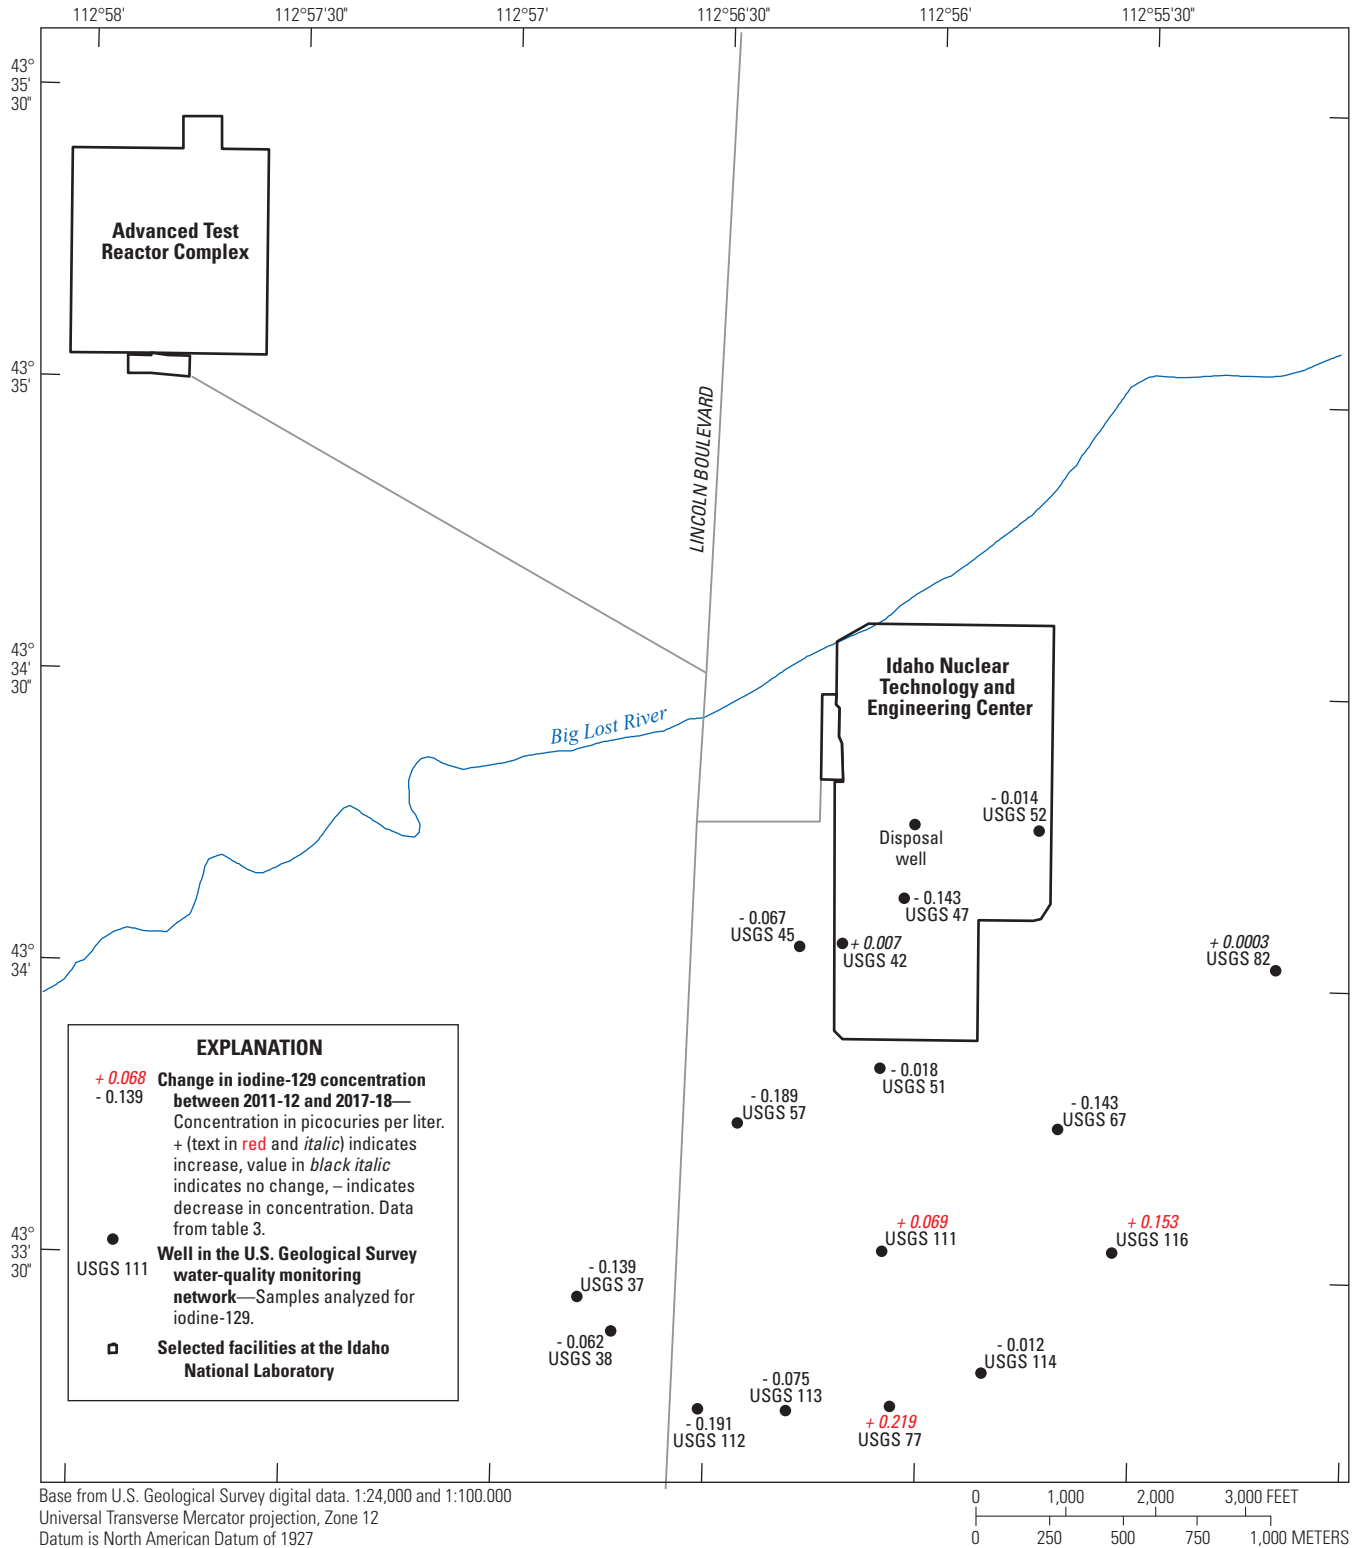 112°58' 112°57'30" 112°57' 112°56'30" 112°56' 112°55'30"
43°
35'
30"
Advanced Test
Reactor Complex
43°
35'
LINCOLN BOULEVARD
43°
34'
30"
Idaho Nuclear
Technology and
Engineering Center
Big Lost River
- 0.014
USGS 52
Disposal
well
- 0.143
USGS 47
- 0.067
USGS 45
+ 0.007
USGS 42
+ 0.0003
USGS 82
43°
34'
- 0.018
USGS 51
- 0.189
USGS 57
- 0.143
USGS 67
+ 0.069
USGS 111
+ 0.153
USGS 116
43°
33'
30"
- 0.139
USGS 37
- 0.062
USGS 38
- 0.012
USGS 114
- 0.075
USGS 113
- 0.191
USGS 112
+ 0.219
USGS 77
EXPLANATION
+ 0.068
- 0.139
Change in iodine-129 concentration
between 2011-12 and 2017-18—
Concentration in picocuries per liter.
+ (text in red and italic) indicates
increase, value in black italic
indicates no change, – indicates
decrease in concentration. Data
from table 3.
USGS 111
Well in the U.S. Geological Survey
water-quality monitoring
network—Samples analyzed for
iodine-129.
Selected facilities at the Idaho
National Laboratory
Base from U.S. Geological Survey digital data. 1:24,000 and 1:100.000
Universal Transverse Mercator projection, Zone 12
Datum is North American Datum of 1927
0 1,000 2,000 3,000 FEET
0 250 500 750 1,000 METERS